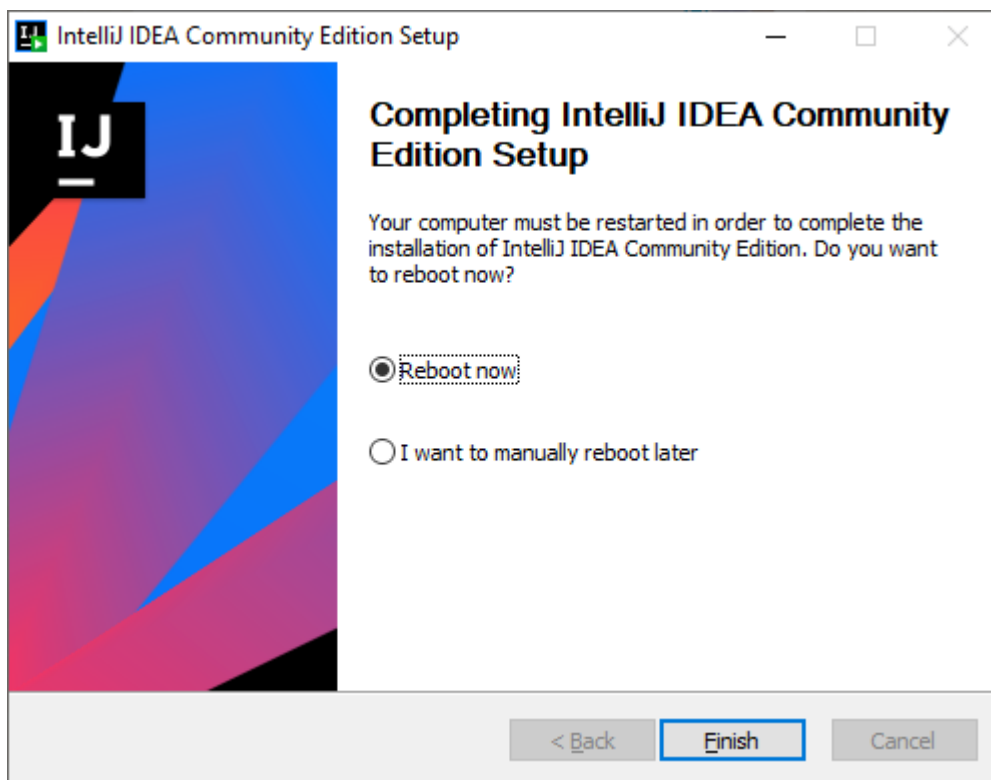 IntelliJ IDEA Community Edition Setup
IJ
Completing IntelliJ IDEA Community
Edition Setup
Your computer must be restarted in order to complete the
installation of IntelliJ IDEA Community Edition. Do you want
to reboot now?
Reboot now
I want to manually reboot later
< Back
Finish
Cancel